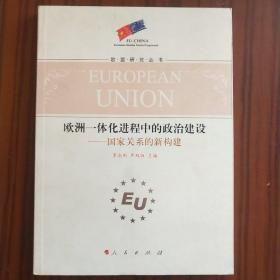 EU-CHINA
European Studies Centres Programme
欧盟研究丛书
EUROPEAN
UNION
欧洲一体化进程中的政治建设
——国家关系的新构建
主编
EU
人民出版社